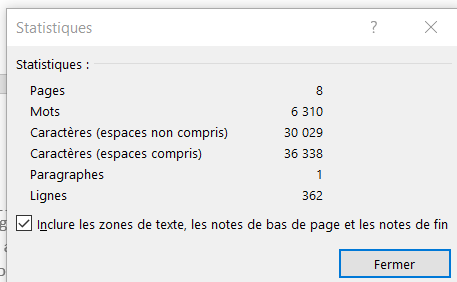 Statistiques
?
Statistiques :
Pages 8
Mots 6 310
Caractères (espaces non compris) 30 029
Caractères (espaces compris) 36 338
Paragraphes 1
Lignes 362
Inclure les zones de texte, les notes de bas de page et les notes de fin
Fermer